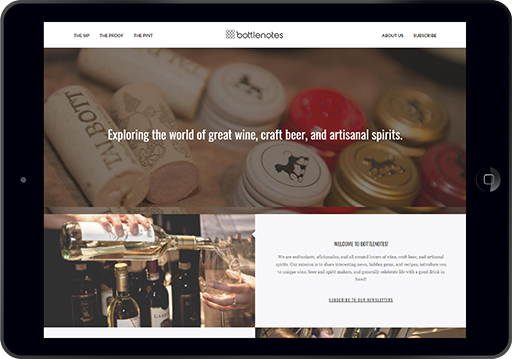 THE SIP THE PROOF THE PINT bottlenotes ABOUT US SUBSCRIBE
TALBOTT
Exploring the world of great wine, craft beer, and artisanal spirits.
WELCOME TO BOTTLENOTES!
We are enthusiasts, aficionados, and all around lovers of wine, craft beer, and artisanal
spirits. Our mission is to share interesting news, hidden gems, and recipes, introduce you
to unique wine, beer and spirit makers, and generally celebrate life with a good drink in
hand!
SUBSCRIBE TO OUR NEWSLETTERS